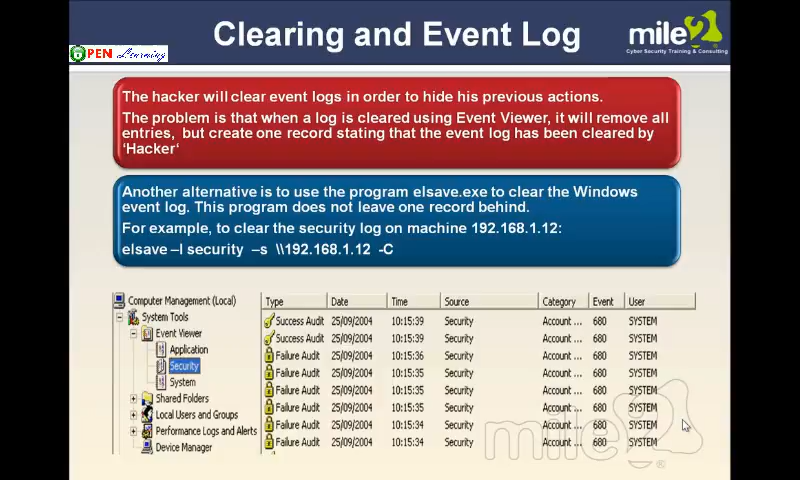 Clearing and Event Log
OPEN Learning
mile2
Cyber Security Training & Consulting
The hacker will clear event logs in order to hide his previous actions.
The problem is that when a log is cleared using Event Viewer, it will remove all
entries, but create one record stating that the event log has been cleared by
‘Hacker‘
Another alternative is to use the program elsave.exe to clear the Windows
event log. This program does not leave one record behind.
For example, to clear the security log on machine 192.168.1.12:
elsave –l security –s \\192.168.1.12 -C
Computer Management (Local)
System Tools
Event Viewer
Application
Security
System
Shared Folders
Local Users and Groups
Performance Logs and Alerts
Device Manager
Type Date Time Source Category Event User
Success Audit 25/09/2004 10:15:39 Security Account ... 680 SYSTEM
Success Audit 25/09/2004 10:15:39 Security Account ... 680 SYSTEM
Failure Audit 25/09/2004 10:15:36 Security Account ... 680 SYSTEM
Failure Audit 25/09/2004 10:15:35 Security Account ... 680 SYSTEM
Failure Audit 25/09/2004 10:15:35 Security Account ... 680 SYSTEM
Failure Audit 25/09/2004 10:15:35 Security Account ... 680 SYSTEM
Failure Audit 25/09/2004 10:15:34 Security Account ... 680 SYSTEM
Failure Audit 25/09/2004 10:15:34 Security Account ... 680 SYSTEM
mile2